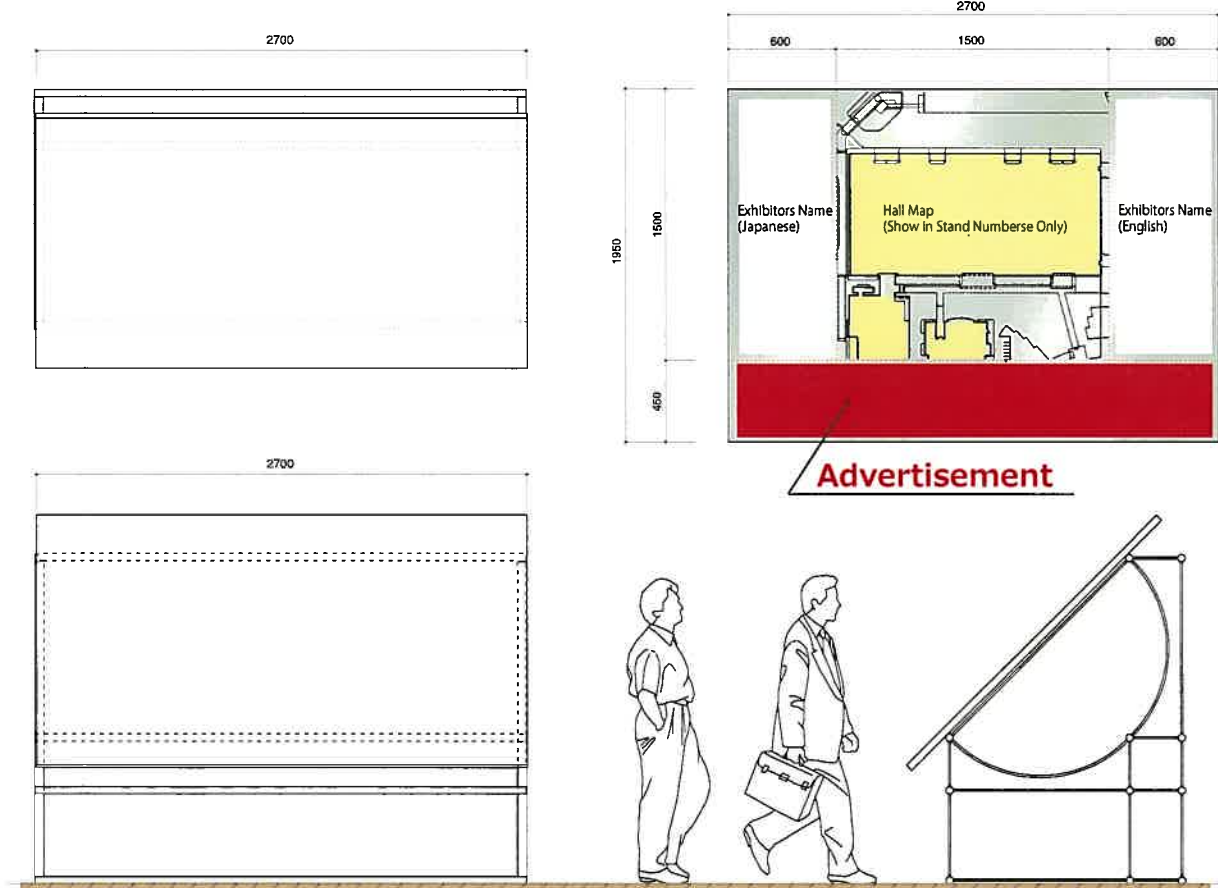 2700
2700
600
1500
600
Exhibitors Name
(Japanese)
Hall Map
(Show in Stand Numberse Only)
Exhibitors Name
(English)
1950
1500
450
Advertisement
2700